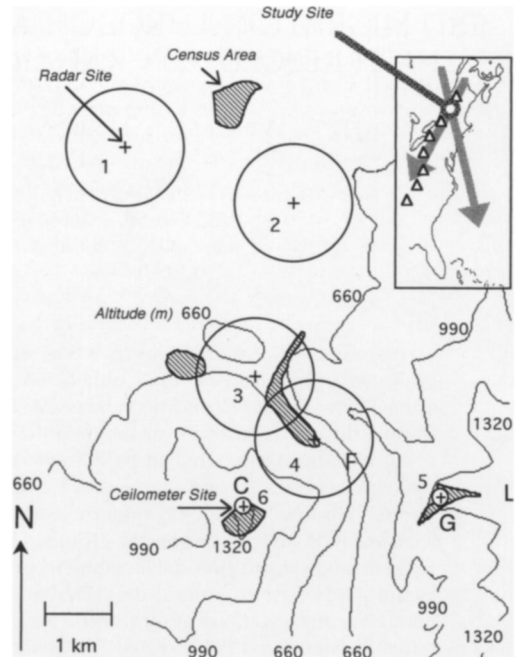 Study Site
Census Area
Radar Site
1
2
660
Altitude (m) 660
990
3
1320
4
F
660
C
5
L
Ceilometer Site
6
N
G
990
1320
990
1 km
1320
990
660
660